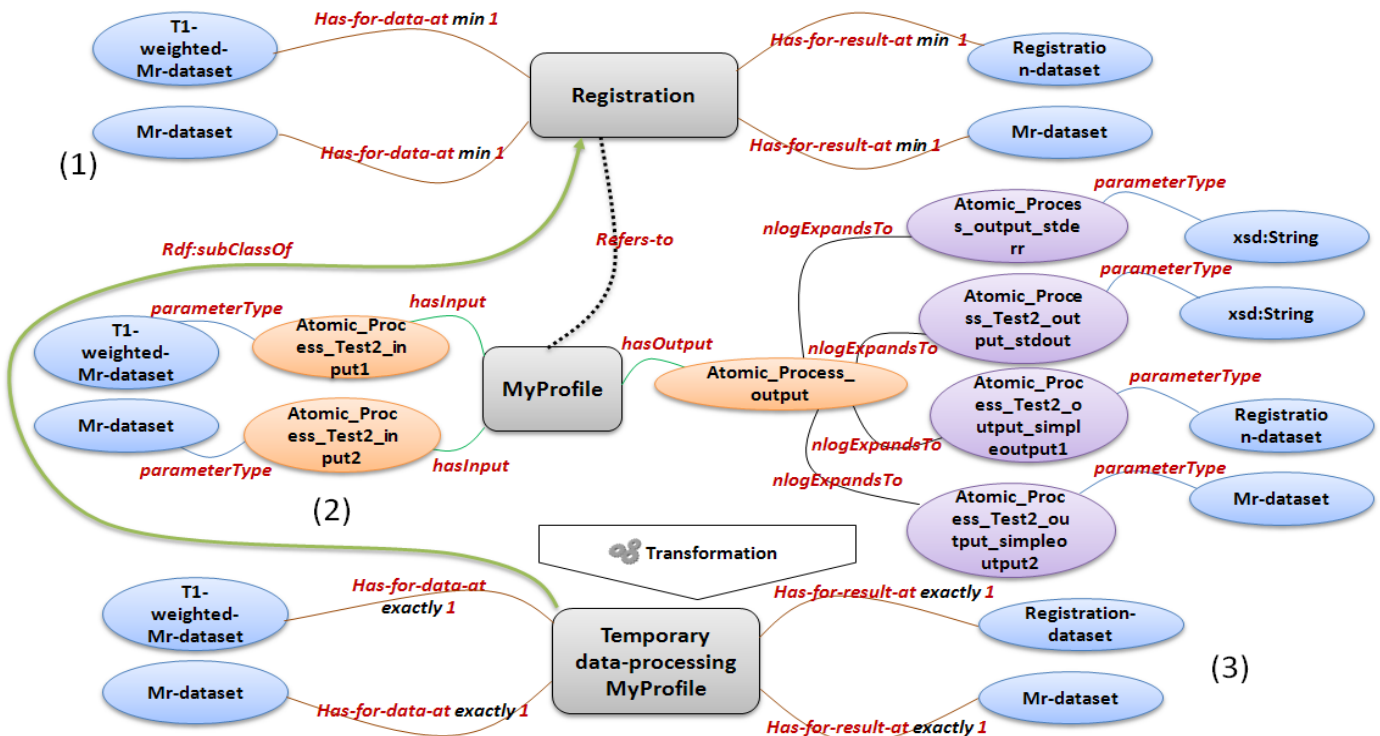 T1-
weighted-
Mr-dataset
Has-for-data-at min 1
Registration
Has-for-result-at min 1
Registratio
n-dataset
Mr-dataset
Has-for-data-at min 1
Has-for-result-at min 1
Mr-dataset
(1)
Rdf:subClassOf
Refers-to
T1-
weighted-
Mr-dataset
parameterType
Atomic_Proc
ess_Test2_in
put1
hasInput
Mr-dataset
parameterType
Atomic_Proc
ess_Test2_in
put2
hasInput
MyProfile
hasOutput
Atomic_Process_
output
nlogExpandsTo
Atomic_Proces
s_output_stde
rr
parameterType
xsd:String
nlogExpandsTo
Atomic_Proce
ss_Test2_out
put_stdout
parameterType
xsd:String
nlogExpandsTo
Atomic_Proc
ess_Test2_o
utput_simpl
eoutput1
parameterType
Registratio
n-dataset
nlogExpandsTo
Atomic_Proc
ess_Test2_ou
tput_simpleo
utput2
parameterType
Mr-dataset
(2)
Transformation
T1-
weighted-
Mr-dataset
Has-for-data-at
exactly 1
Temporary
data-processing
MyProfile
Has-for-result-at exactly 1
Registration-
dataset
Mr-dataset
Has-for-data-at exactly 1
Has-for-result-at exactly 1
Mr-dataset
(3)